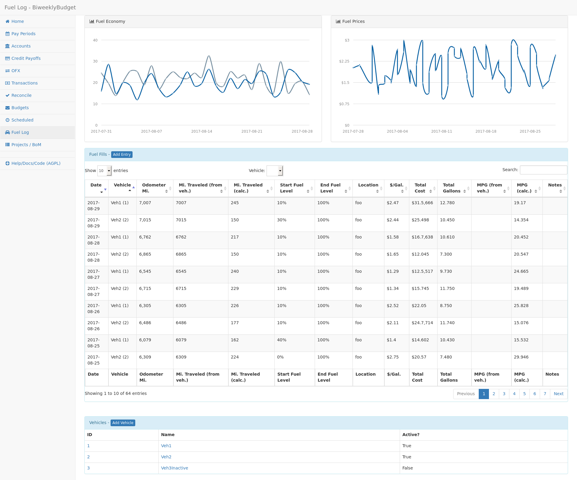 Fuel Log - BiweeklyBudget
Home
Pay Periods
Accounts
Credit Payoffs
OFX
Transactions
Reconcile
Budgets
Scheduled
Fuel Log
Projects / BoM
Help/Docs/Code (AGPL)
Fuel Economy
40
30
20
10
0
2017-07-31 2017-08-07 2017-08-14 2017-08-21 2017-08-28
Fuel Prices
$3
$2.25
$1.5
$0.75
$0
2017-07-28 2017-08-04 2017-08-11 2017-08-18 2017-08-25
Fuel Fills - Add Entry
Show 10 entries Vehicle: Search:
Date Vehicle Odometer Mi. Mi. Traveled (from veh.) Mi. Traveled (calc.) Start Fuel Level End Fuel Level Location $/Gal. Total Cost Total Gallons MPG (from veh.) MPG (calc.) Notes
2017-08-29 Veh1 (1) 7,007 7007 245 10% 100% foo $2.47 $31.5,666 12.780 19.17
2017-08-29 Veh2 (2) 7,015 7015 150 30% 100% foo $2.44 $25.498 10.450 14.354
2017-08-28 Veh1 (1) 6,762 6762 217 10% 100% foo $1.58 $16.7,638 10.610 20.452
2017-08-28 Veh2 (2) 6,865 6865 150 10% 100% foo $1.65 $12.045 7.300 20.547
2017-08-27 Veh1 (1) 6,545 6545 240 10% 100% foo $1.29 $12.5,517 9.730 24.665
2017-08-27 Veh2 (2) 6,715 6715 229 10% 100% foo $1.34 $15.745 11.750 19.489
2017-08-26 Veh1 (1) 6,305 6305 226 10% 100% foo $2.52 $22.05 8.750 25.828
2017-08-26 Veh2 (2) 6,486 6486 177 10% 100% foo $2.11 $24.7,714 11.740 15.076
2017-08-25 Veh1 (1) 6,079 6079 162 40% 100% foo $1.4 $14.602 10.430 15.532
2017-08-25 Veh2 (2) 6,309 6309 224 0% 100% foo $2.75 $20.57 7.480 29.946
Date Vehicle Odometer Mi. Mi. Traveled (from veh.) Mi. Traveled (calc.) Start Fuel Level End Fuel Level Location $/Gal. Total Cost Total Gallons MPG (from veh.) MPG (calc.) Notes
Showing 1 to 10 of 64 entries Previous 1 2 3 4 5 6 7 Next
Vehicles - Add Vehicle
ID Name Active?
1 Veh1 True
2 Veh2 True
3 Veh3Inactive False